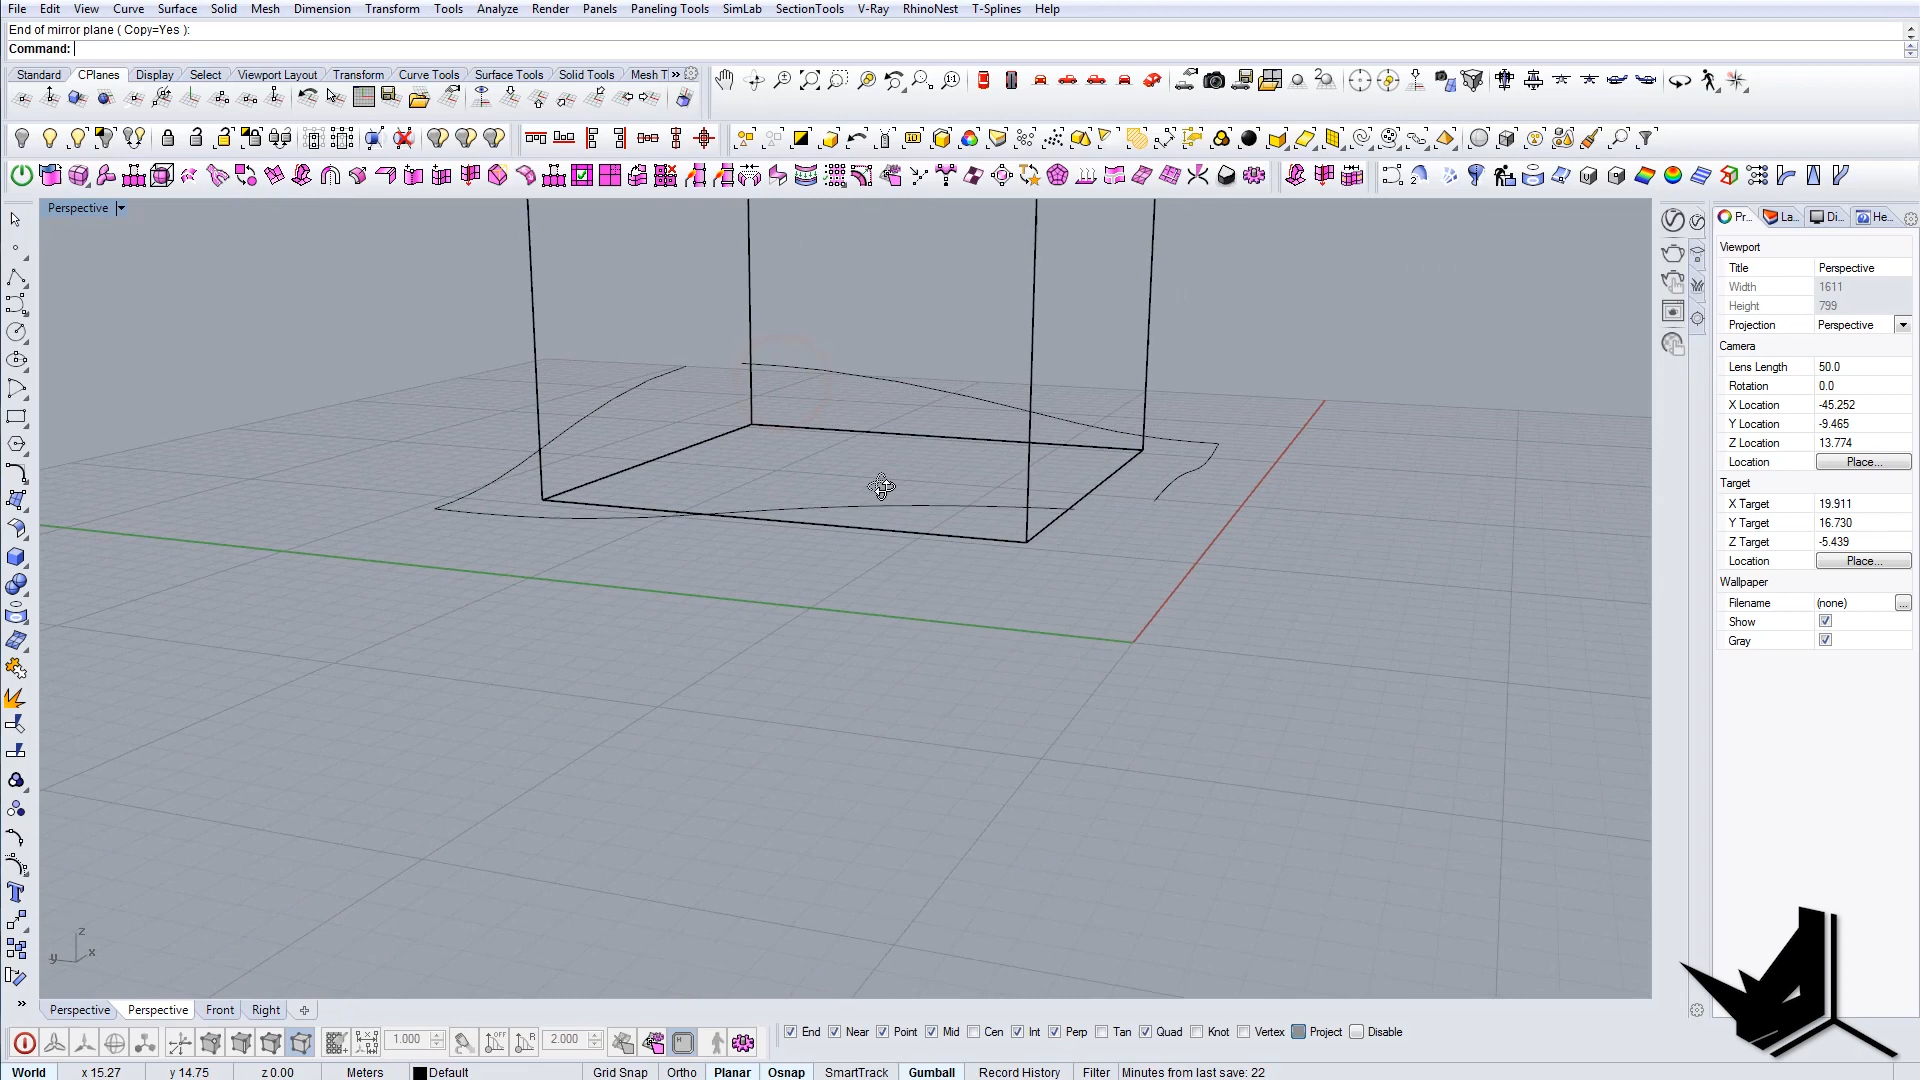 File Edit View Curve Surface Solid Mesh Dimension Transform Tools Analyze Render Panels Paneling Tools SimLab SectionTools V-Ray RhinoNest T-Splines Help
End of mirror plane ( Copy=Yes ):
Command:
Standard CPlanes Display Select Viewport Layout Transform Curve Tools Surface Tools Solid Tools Mesh T »
Perspective
Pr... La... Di... He...
Viewport
Title Perspective
Width 1611
Height 799
Projection Perspective
Camera
Lens Length 50.0
Rotation 0.0
X Location -45.252
Y Location -9.465
Z Location 13.774
Location Place...
Target
X Target 19.911
Y Target 16.730
Z Target -5.439
Location Place...
Wallpaper
Filename (none) ...
Show
Gray
z
y x
Perspective Perspective Front Right
1.000 2.000 End Near Point Mid Cen Int Perp Tan Quad Knot Vertex Project Disable
World x 15.27 y 14.75 z 0.00 Meters Default Grid Snap Ortho Planar Osnap SmartTrack Gumball Record History Filter Minutes from last save: 22